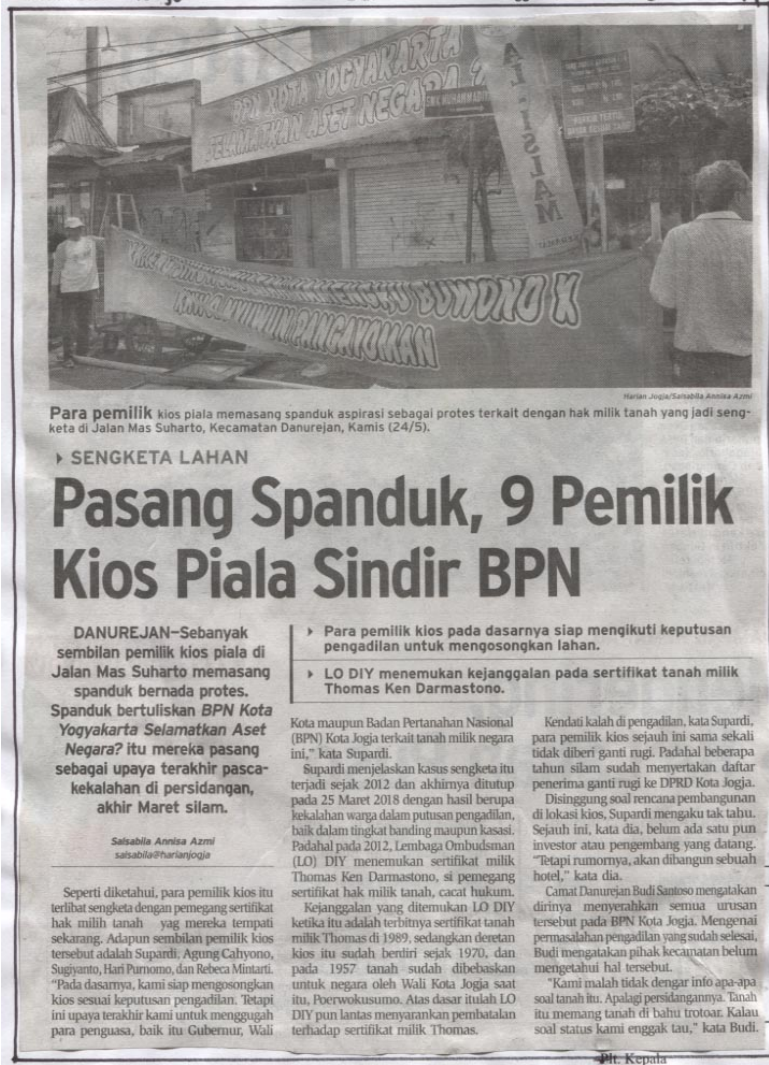 BPN KOTA YOGYAKARTA
SELAMATKAN ASET NEGARA ?
AL-ISLAM
BUWONO X
NYUWUN PANGAYOMAN
Harian Jogja/Salsabila Annisa Azmi
Para pemilik kios piala memasang spanduk aspirasi sebagai protes terkait dengan hak milik tanah yang jadi seng-
keta di Jalan Mas Suharto, Kecamatan Danurejan, Kamis (24/5).
SENGKETA LAHAN
Pasang Spanduk, 9 Pemilik
Kios Piala Sindir BPN
DANUREJAN—Sebanyak
sembilan pemilik kios piala di
Jalan Mas Suharto memasang
spanduk bernada protes.
Spanduk bertuliskan BPN Kota
Yogyakarta Selamatkan Aset
Negara? itu mereka pasang
sebagai upaya terakhir pasca-
kekalahan di persidangan,
akhir Maret silam.
Salsabila Annisa Azmi
salsabila@harianjogja
Para pemilik kios pada dasarnya siap mengikuti keputusan
pengadilan untuk mengosongkan lahan.
LO DIY menemukan kejanggalan pada sertifikat tanah milik
Thomas Ken Darmastono.
Seperti diketahui, para pemilik kios itu
terlibat sengketa dengan pemegang sertifikat
hak milih tanah yag mereka tempati
sekarang. Adapun sembilan pemilik kios
tersebut adalah Supardi, Agung Cahyono,
Sugiyanto, Hari Purnomo, dan Rebeca Mintarti.
"Pada dasarnya, kami siap mengosongkan
kios sesuai keputusan pengadilan. Tetapi
ini upaya terakhir kami untuk menggugah
para penguasa, baik itu Gubernur, Wali
Kota maupun Badan Pertanahan Nasional
(BPN) Kota Jogja terkait tanah milik negara
ini," kata Supardi.
Supardi menjelaskan kasus sengketa itu
terjadi sejak 2012 dan akhirnya ditutup
pada 25 Maret 2018 dengan hasil berupa
kekalahan warga dalam putusan pengadilan,
baik dalam tingkat banding maupun kasasi.
Padahal pada 2012, Lembaga Ombudsman
(LO) DIY menemukan sertifikat milik
Thomas Ken Darmastono, si pemegang
sertifikat hak milik tanah, cacat hukum.
Kejanggalan yang ditemukan LO DIY
ketika itu adalah terbitnya sertifikat tanah
milik Thomas di 1989, sedangkan deretan
kios itu sudah berdiri sejak 1970, dan
pada 1957 tanah sudah dibebaskan
untuk negara oleh Wali Kota Jogja saat
itu, Poerwokusumo. Atas dasar itulah LO
DIY pun lantas menyarankan pembatalan
terhadap sertifikat milik Thomas.
Kendati kalah di pengadilan, kata Supardi,
para pemilik kios sejauh ini sama sekali
tidak diberi ganti rugi. Padahal beberapa
tahun silam sudah menyertakan daftar
penerima ganti rugi ke DPRD Kota Jogja.
Disinggung soal rencana pembangunan
di lokasi kios, Supardi mengaku tak tahu.
Sejauh ini, kata dia, belum ada satu pun
investor atau pengembang yang datang.
"Tetapi rumornya, akan dibangun sebuah
hotel," kata dia.
Camat Danurejan Budi Santoso mengatakan
dirinya menyerahkan semua urusan
tersebut pada BPN Kota Jogja. Mengenai
permasalahan pengadilan yang sudah selesai,
Budi mengatakan pihak kecamatan belum
mengetahui hal tersebut.
"Kami malah tidak dengar info apa-apa
soal tanah itu. Apalagi persidangannya. Tanah
itu memang tanah di bahu trotoar. Kalau
soal status kami enggak tau," kata Budi.
Plt. Kepala